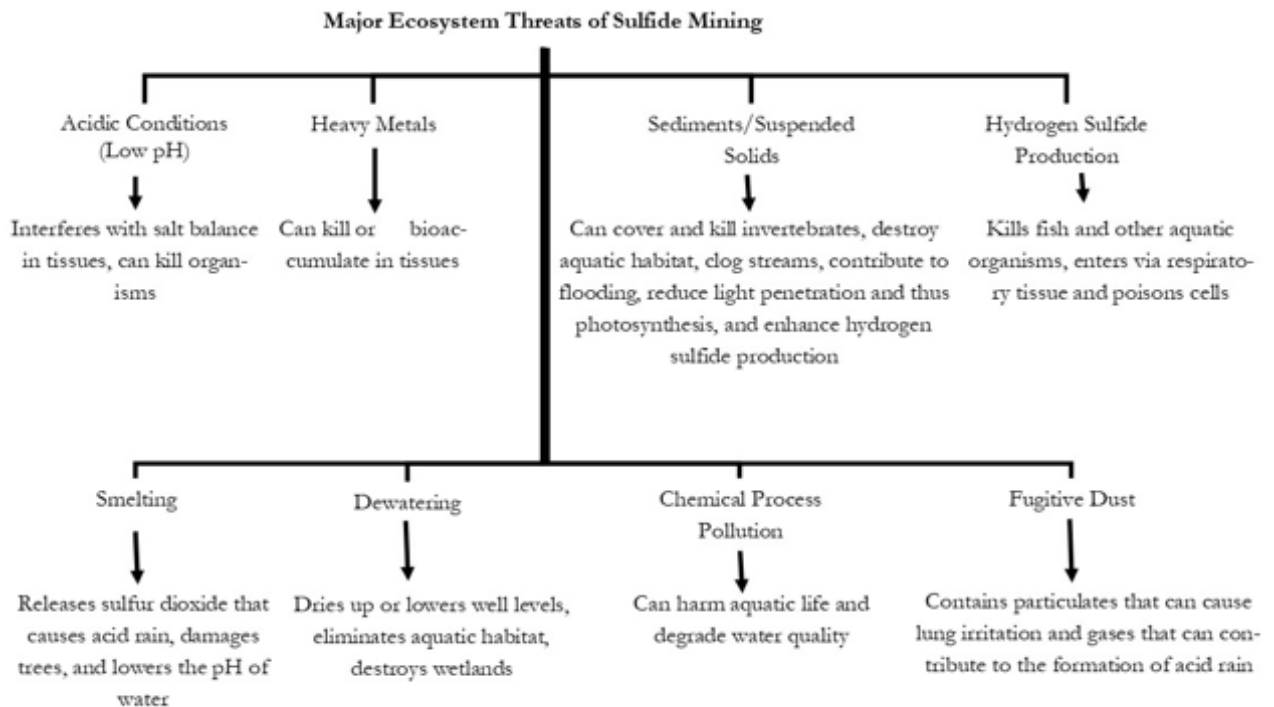 Major Ecosystem Threats of Sulfide Mining
Acidic Conditions
(Low pH)
Interferes with salt balance
in tissues, can kill organ-
isms
Heavy Metals
Can kill or bioac-
cumulate in tissues
Sediments/Suspended
Solids
Can cover and kill invertebrates, destroy
aquatic habitat, clog streams, contribute to
flooding, reduce light penetration and thus
photosynthesis, and enhance hydrogen
sulfide production
Hydrogen Sulfide
Production
Kills fish and other aquatic
organisms, enters via respirato-
ry tissue and poisons cells
Smelting
Releases sulfur dioxide that
causes acid rain, damages
trees, and lowers the pH of
water
Dewatering
Dries up or lowers well levels,
eliminates aquatic habitat,
destroys wetlands
Chemical Process
Pollution
Can harm aquatic life and
degrade water quality
Fugitive Dust
Contains particulates that can cause
lung irritation and gases that can con-
tribute to the formation of acid rain